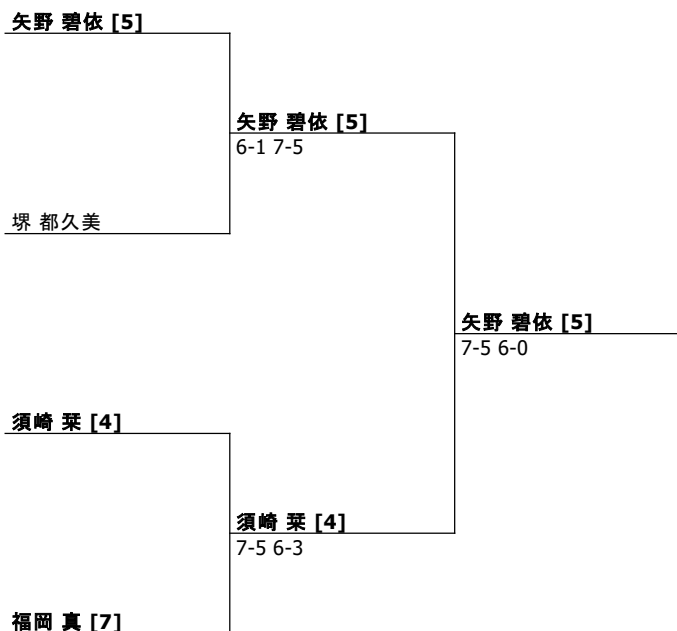 矢野 碧依 [5]
矢野 碧依 [5]
6-1 7-5
堺 都久美
矢野 碧依 [5]
7-5 6-0
須崎 栞 [4]
須崎 栞 [4]
7-5 6-3
福岡 真 [7]